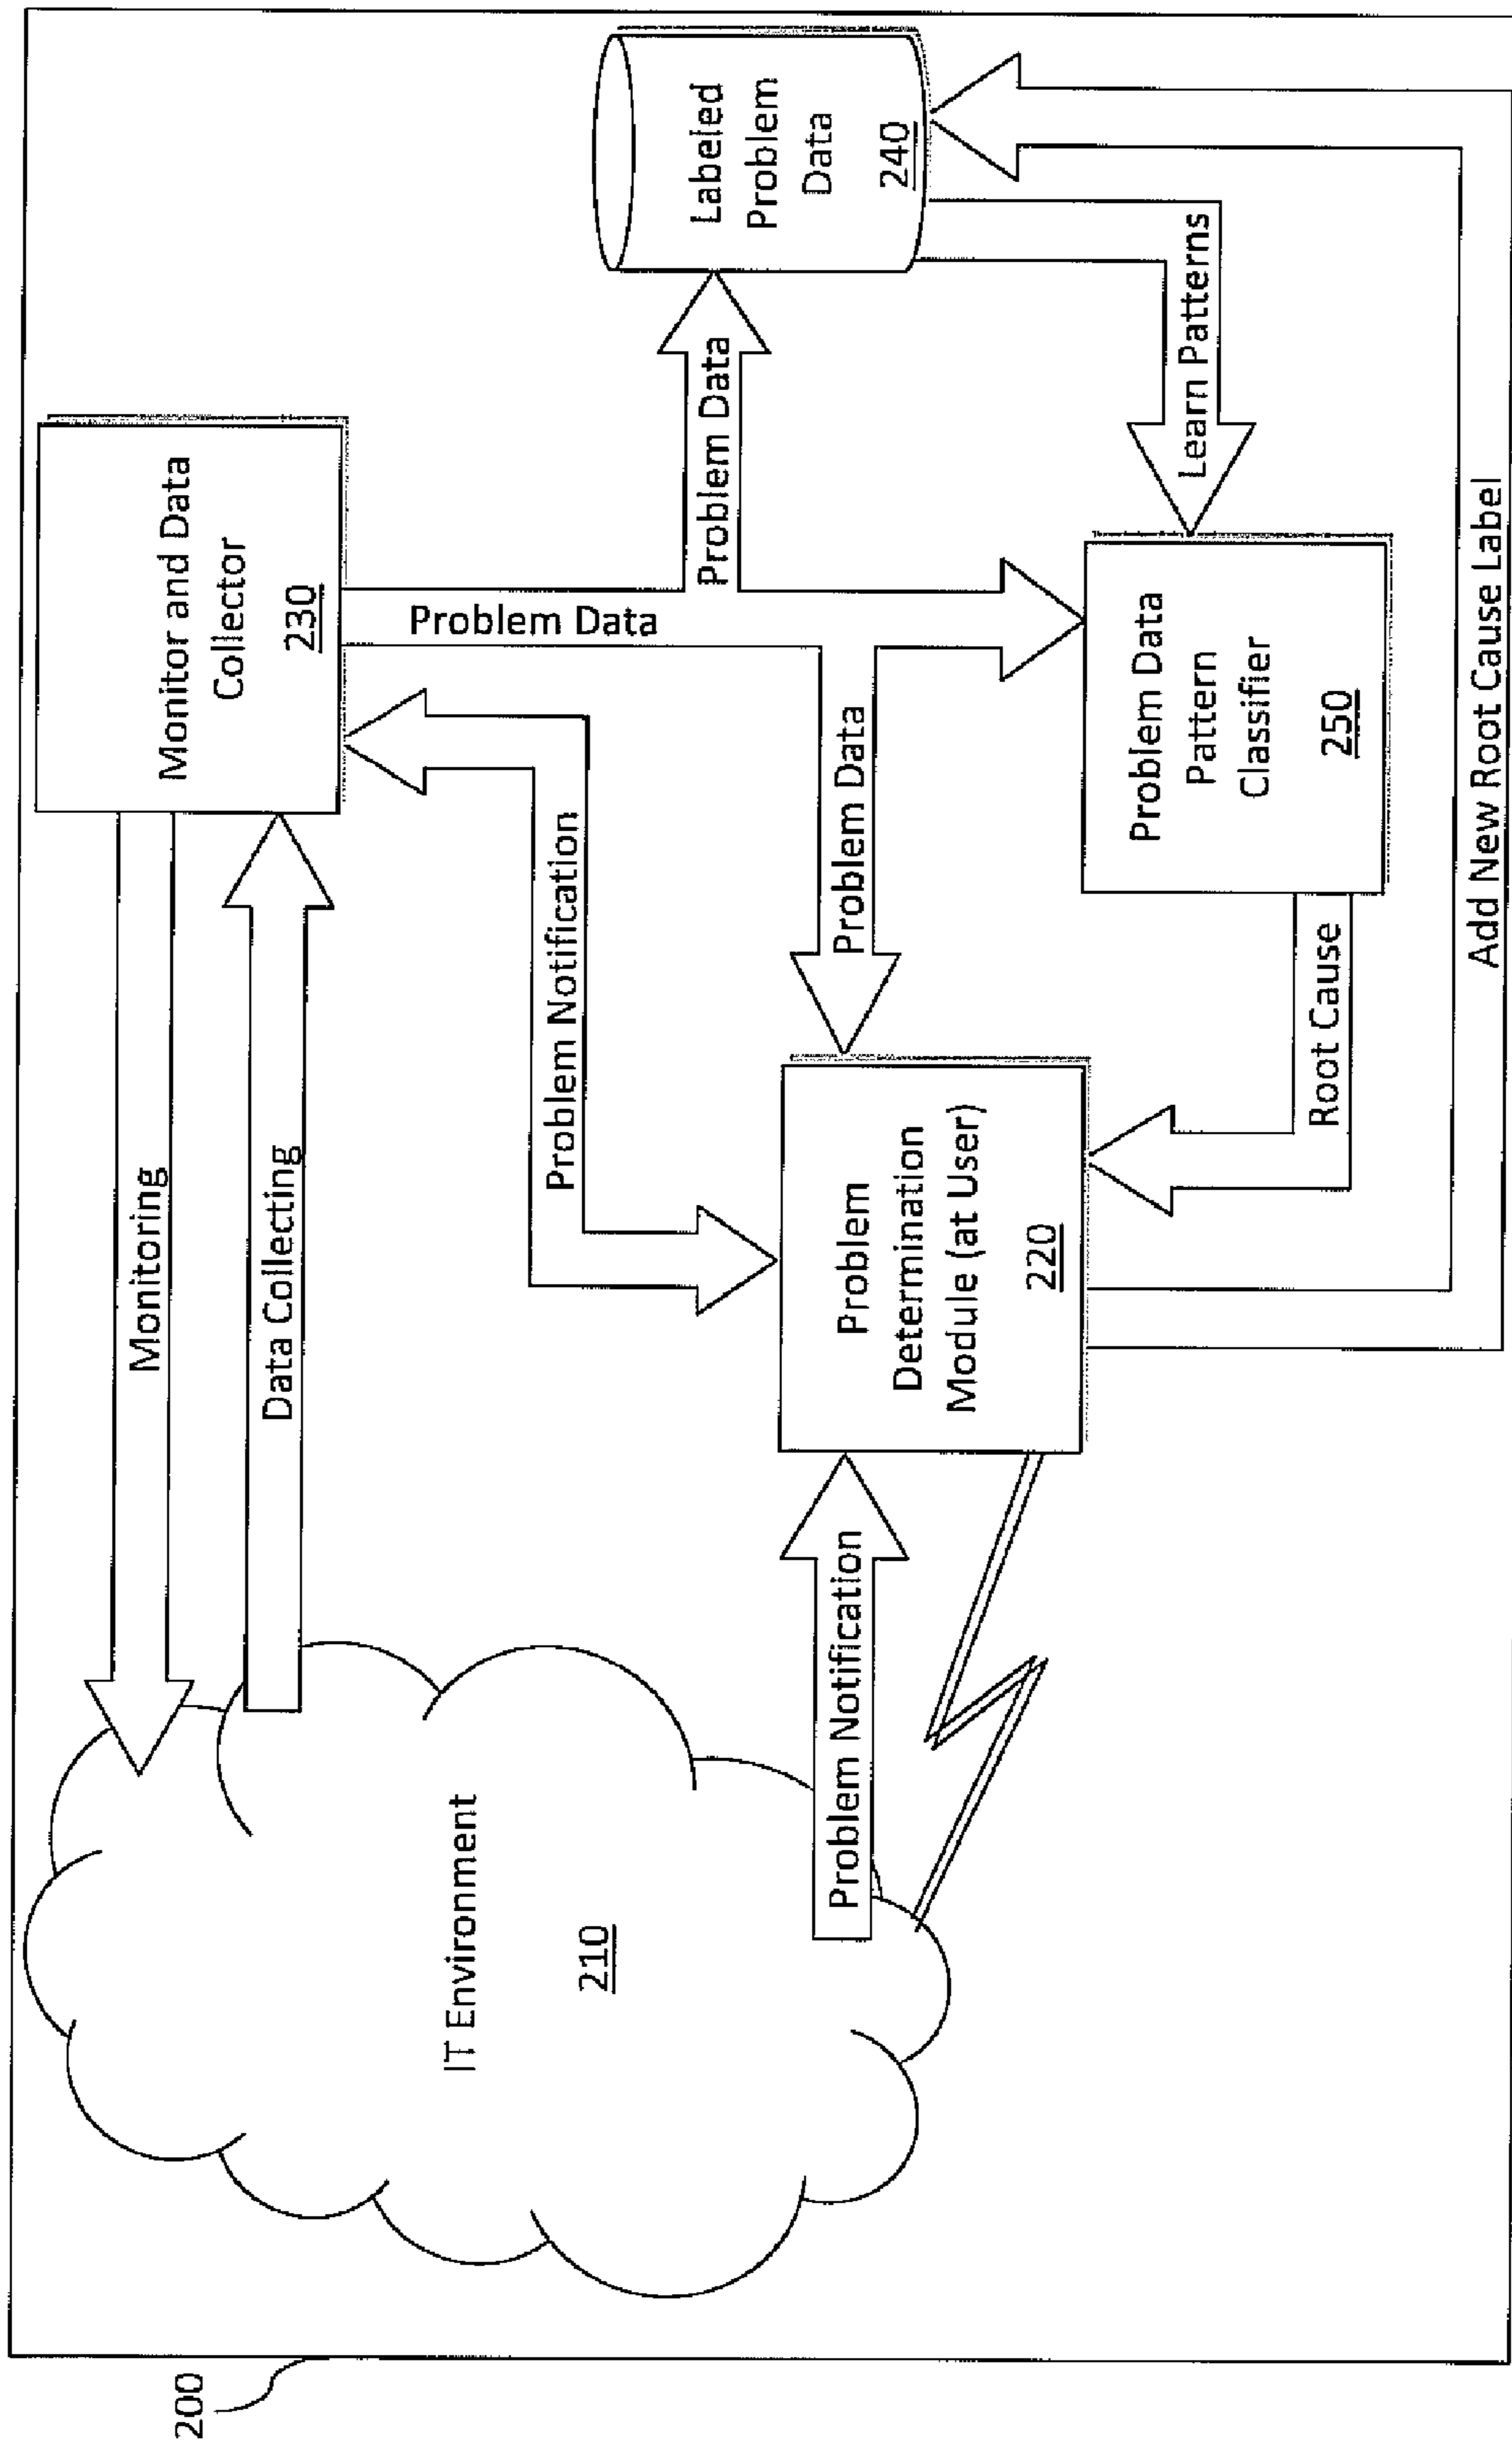 200
Monitoring
Data Collecting
Monitor and Data
Collector
230
IT Environment
210
Problem Notification
Problem Data
Problem Data
Labeled
Problem
Data
240
Problem Notification
Problem
Determination
Module (at User)
220
Problem Data
Learn Patterns
Problem Data
Pattern
Classifier
250
Root Cause
Add New Root Cause Label